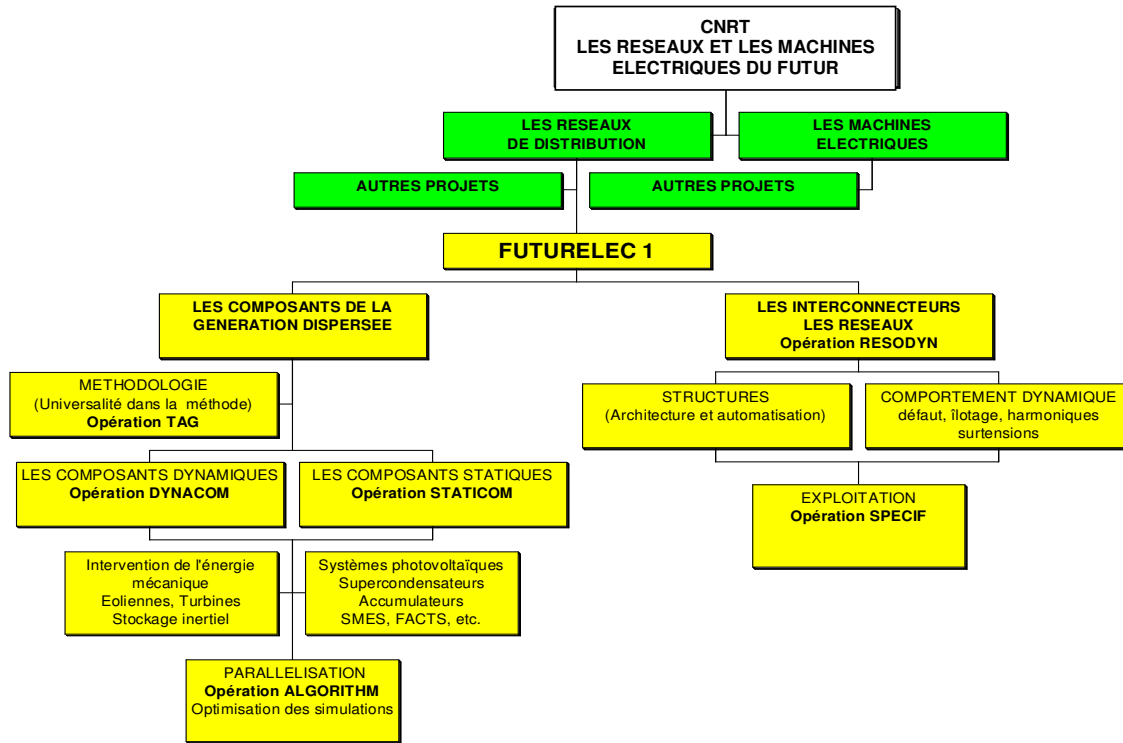 CNRT
LES RESEAUX ET LES MACHINES
ELECTRIQUES DU FUTUR
LES RESEAUX
DE DISTRIBUTION
LES MACHINES
ELECTRIQUES
AUTRES PROJETS
AUTRES PROJETS
FUTURELEC 1
LES COMPOSANTS DE LA
GENERATION DISPERSEE
LES INTERCONNECTEURS
LES RESEAUX
Opération RESODYN
METHODOLOGIE
(Universalité dans la méthode)
Opération TAG
STRUCTURES
(Architecture et automatisation)
COMPORTEMENT DYNAMIQUE
défaut, îlotage, harmoniques
surtensions
LES COMPOSANTS DYNAMIQUES
Opération DYNACOM
LES COMPOSANTS STATIQUES
Opération STATICOM
EXPLOITATION
Opération SPECIF
Intervention de l'énergie
mécanique
Eoliennes, Turbines
Stockage inertiel
Systèmes photovoltaïques
Supercondensateurs
Accumulateurs
SMES, FACTS, etc.
PARALLELISATION
Opération ALGORITHM
Optimisation des simulations